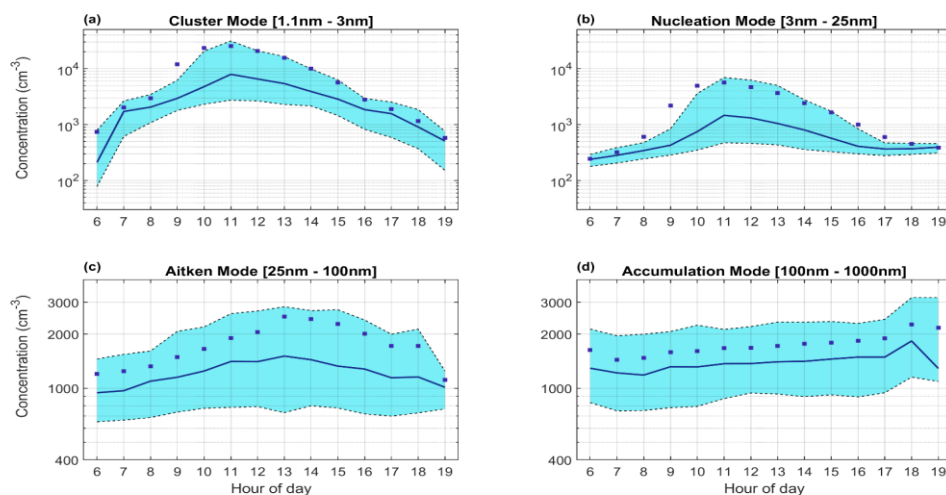 (a) Cluster Mode [1.1nm - 3nm]
Concentration (cm-3)
10^4
10^3
10^2
6 7 8 9 10 11 12 13 14 15 16 17 18 19
(b) Nucleation Mode [3nm - 25nm]
10^4
10^3
10^2
6 7 8 9 10 11 12 13 14 15 16 17 18 19
(c) Aitken Mode [25nm - 100nm]
Concentration (cm-3)
3000
2000
1000
400
6 7 8 9 10 11 12 13 14 15 16 17 18 19
Hour of day
(d) Accumulation Mode [100nm - 1000nm]
3000
2000
1000
400
6 7 8 9 10 11 12 13 14 15 16 17 18 19
Hour of day